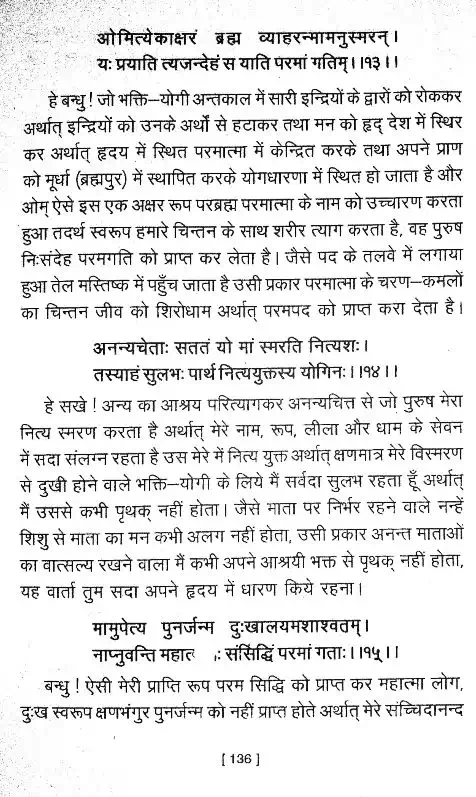 ओमित्येकाक्षरं ब्रह्म व्याहरन्मामनुस्मरन्।
यः प्रयाति त्यजन्देहं स याति परमां गतिम्।।१३।।
हे बन्धु! जो भक्ति–योगी अन्तकाल में सारी इन्द्रियों के द्वारों को रोककर
अर्थात् इन्द्रियों को उनके अर्थों से हटाकर तथा मन को हृद् देश में स्थिर
कर अर्थात् हृदय में स्थित परमात्मा में केन्द्रित करके तथा अपने प्राण
को मूर्धा (ब्रह्मपुर) में स्थापित करके योगधारणा में स्थित हो जाता है और
ओम् ऐसे इस एक अक्षर रूप परब्रह्म परमात्मा के नाम को उच्चारण करता
हुआ तदर्थ स्वरूप हमारे चिन्तन के साथ शरीर त्याग करता है, वह पुरुष
निःसंदेह परमगति को प्राप्त कर लेता है। जैसे पद के तलवे में लगाया
हुआ तेल मस्तिष्क में पहुँच जाता है उसी प्रकार परमात्मा के चरण–कमलों
का चिन्तन जीव को शिरोधाम अर्थात् परमपद को प्राप्त करा देता है।
अनन्यचेताः सततं यो मां स्मरति नित्यशः।
तस्याहं सुलभः पार्थ नित्ययुक्तस्य योगिनः।।१४।।
हे सखे! अन्य का आश्रय परित्यागकर अनन्यचित्त से जो पुरुष मेरा
नित्य स्मरण करता है अर्थात् मेरे नाम, रूप, लीला और धाम के सेवन
में सदा संलग्न रहता है उस मेरे में नित्य युक्त अर्थात् क्षणमात्र मेरे विस्मरण
से दुखी होने वाले भक्ति–योगी के लिये मैं सर्वदा सुलभ रहता हूँ अर्थात्
मैं उससे कभी पृथक् नहीं होता। जैसे माता पर निर्भर रहने वाले नन्हें
शिशु से माता का मन कभी अलग नहीं होता, उसी प्रकार अनन्त माताओं
का वात्सल्य रखने वाला मैं कभी अपने आश्रयी भक्त से पृथक् नहीं होता,
यह वार्ता तुम सदा अपने हृदय में धारण किये रहना।
मामुपेत्य पुनर्जन्म दुःखालयमशाश्वतम्।
नाप्नुवन्ति महात्  ः संसिद्धिं परमां गताः।।१५।।
बन्धु! ऐसी मेरी प्राप्ति रूप परम सिद्धि को प्राप्त कर महात्मा लोग,
दुःख स्वरूप क्षणभंगुर पुनर्जन्म को नहीं प्राप्त होते अर्थात् मेरे संच्चिदानन्द
[ 136 ]